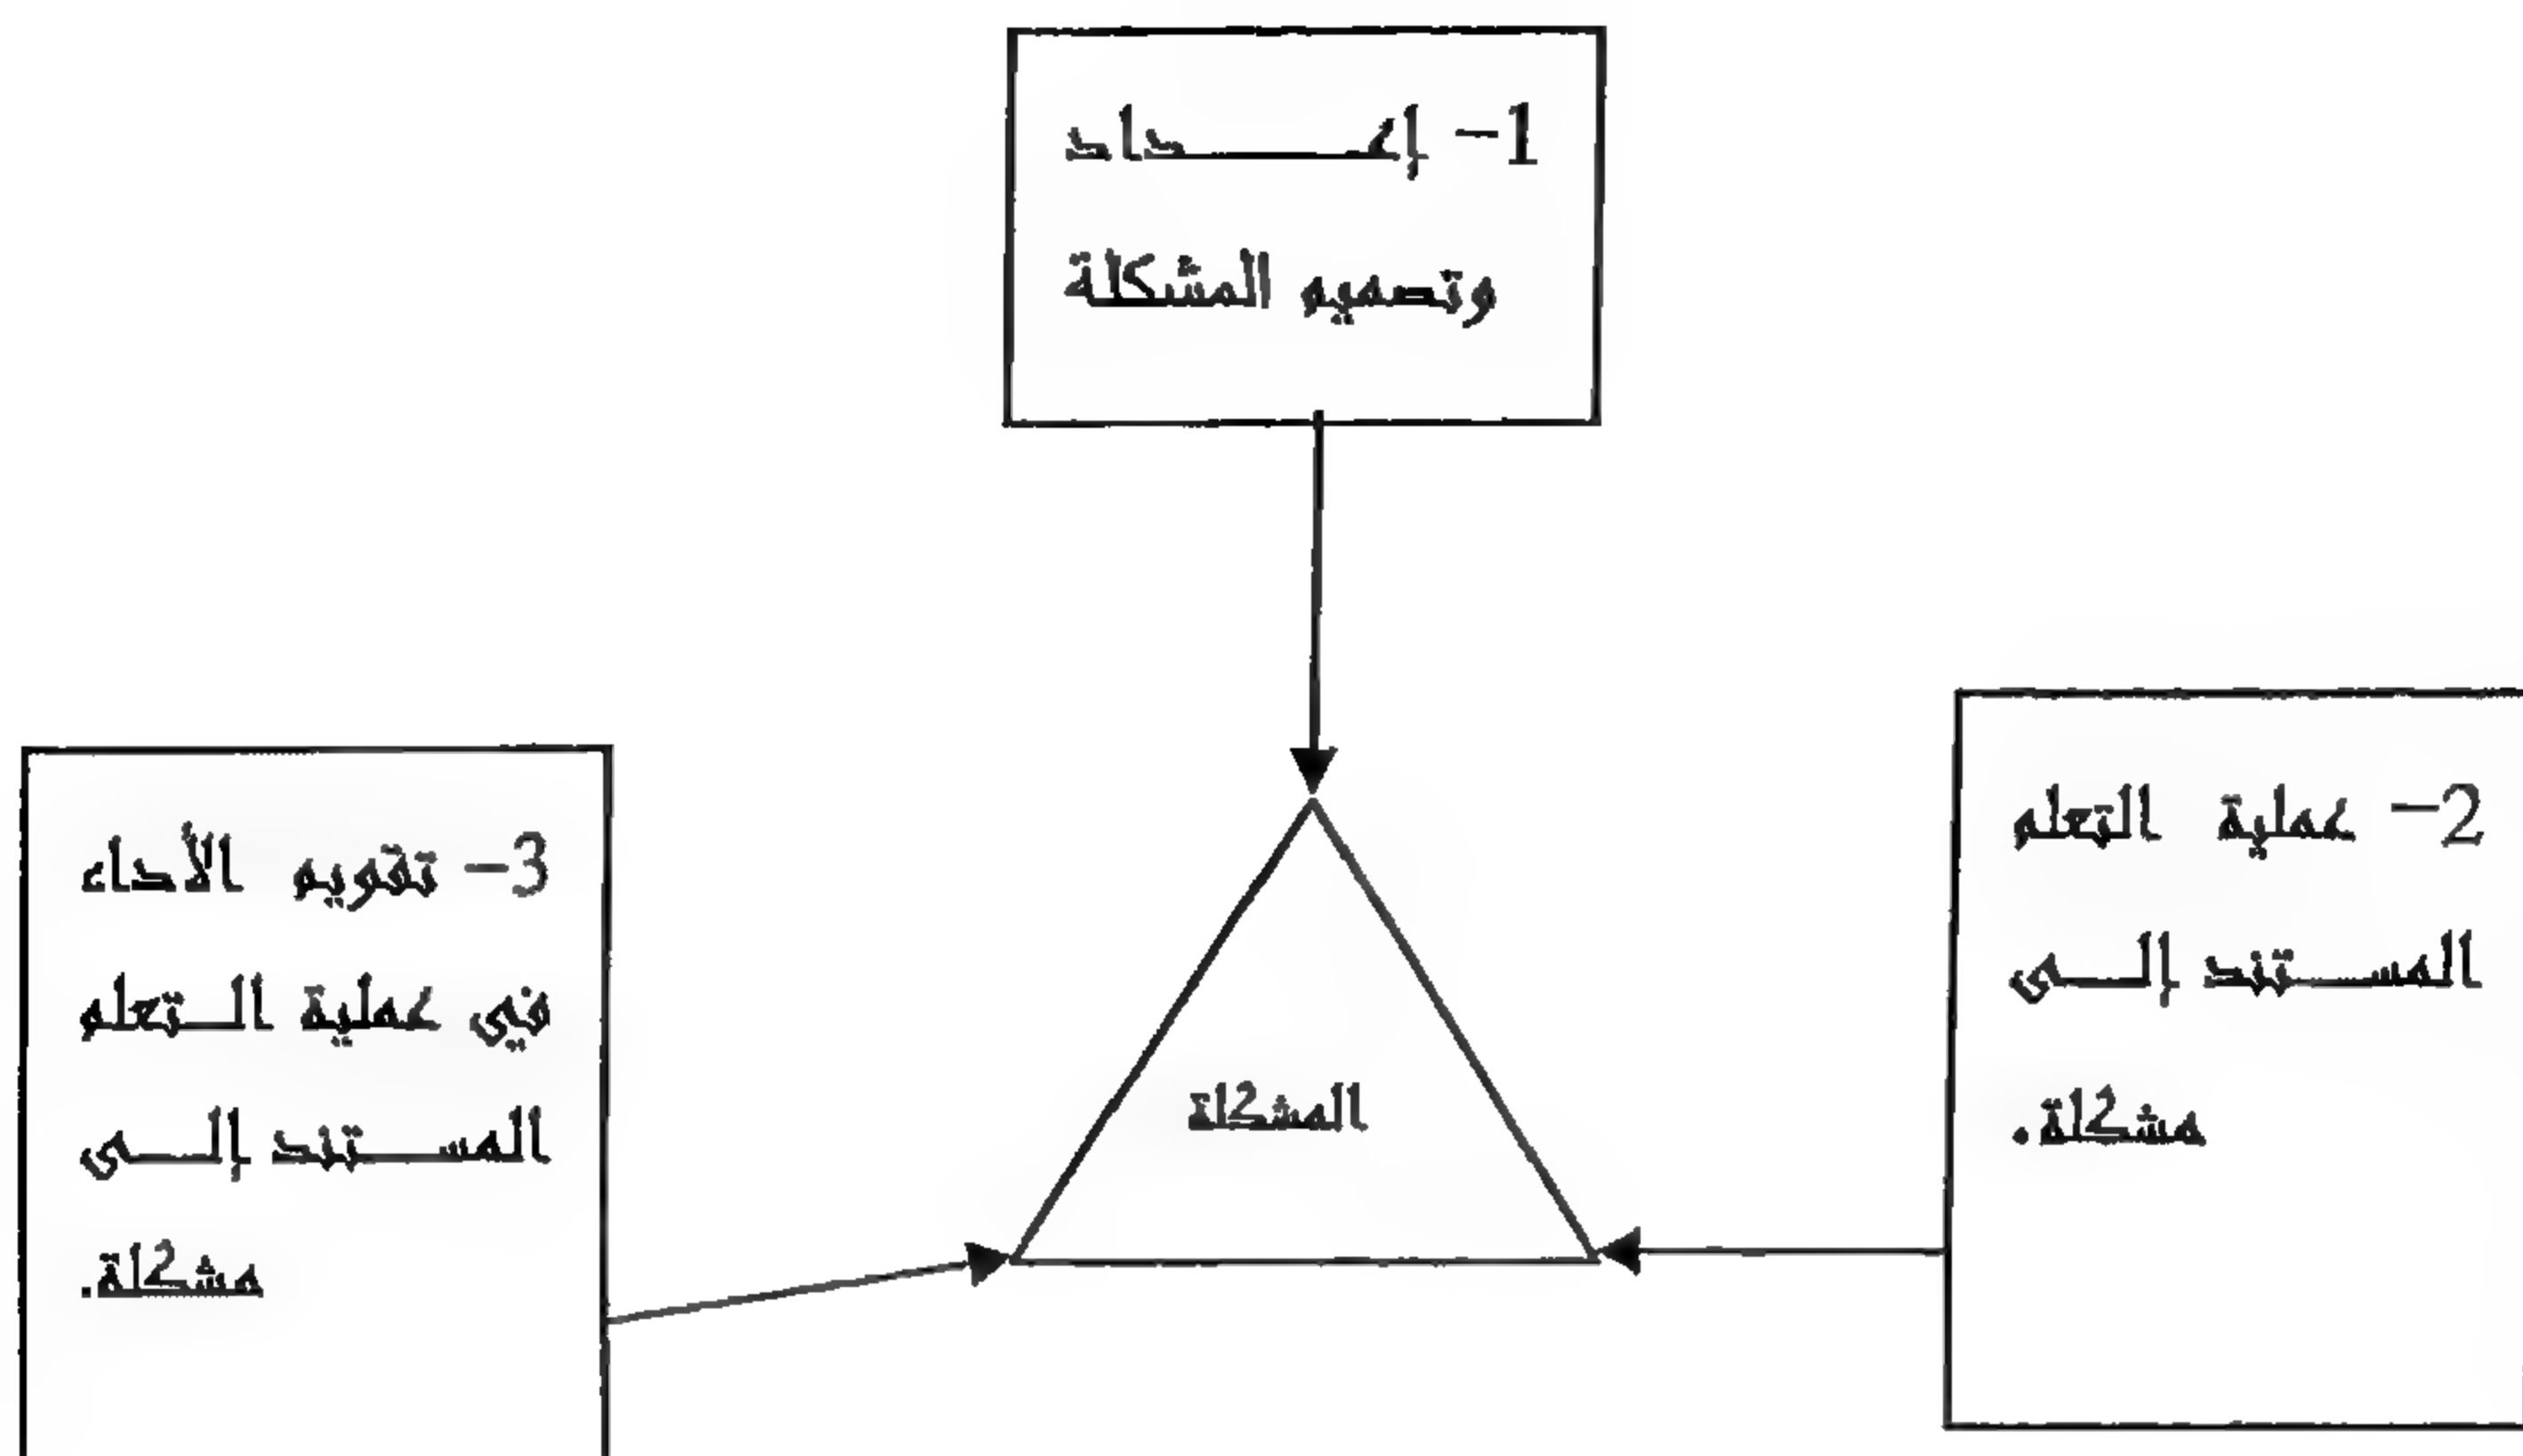 1- إعداد
وتصميم المشكلة
2- عملية التعلم
المستند إلى
مشكلة.
3- تقويم الأداء
في عملية التعلم
المستند إلى
مشكلة.
المشكلة